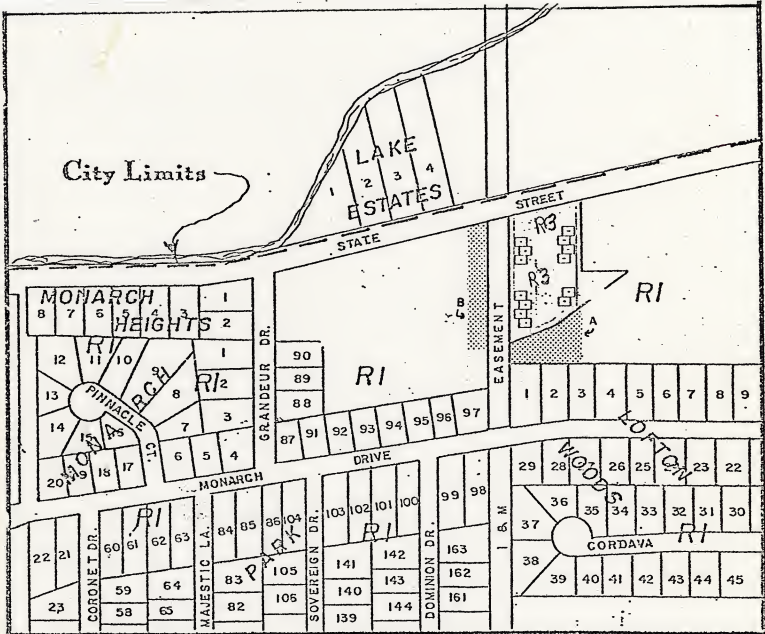 City Limits
LAKE
ESTATES
1
2
3
4
STATE
STREET
R3
R3
RI
A
B
EASEMENT
MONARCH
HEIGHTS
8 7 6 5 4 3
1
2
RI
12 11 10 9 8
13
14
15
16
PINNACLE
CT.
MONARCH
RI
1
2
3
7
6 5 4
20 19 18 17
GRANDEUR DR.
90
89
88
RI
87 91 92 93 94 95 96 97
MONARCH
DRIVE
1 2 3 4 5 6 7 8 9
LOFTON
WOODS
29 28 26 25 23 22
36 35 34 33 32 31 30
37
38
CORDAVA
RI
39 40 41 42 43 44 45
I & M
RI
22 21
23
CORONET DR.
60 61 62 63
59
58
64
65
MAJESTIC LA.
84 85 86 104
83
82
PARK
105
106
SOVEREIGN DR.
103 102 101 100
RI
141
140
139
142
143
144
DOMINION DR.
99 98
163
162
161